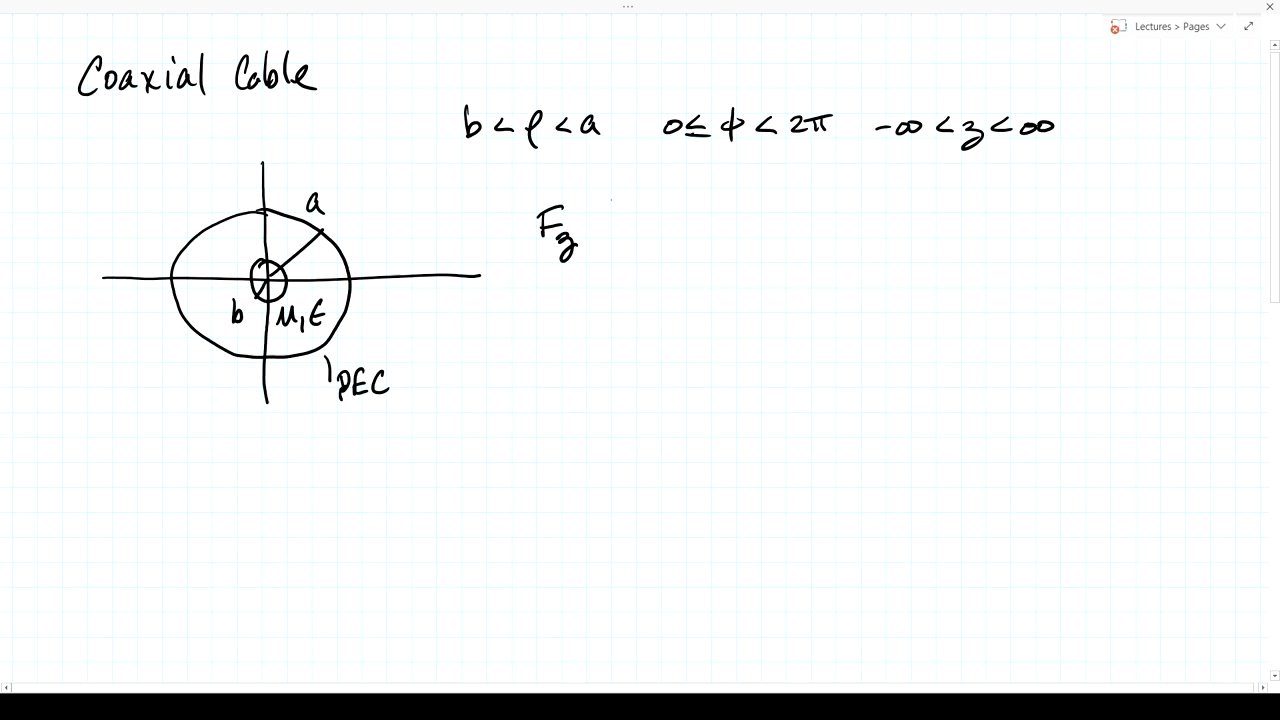 Lectures > Pages
Coaxial Cable
b < ρ < a   0 ≤ ϕ < 2π   -∞ < z < ∞
a
F_z
b   μ, ε
PEC